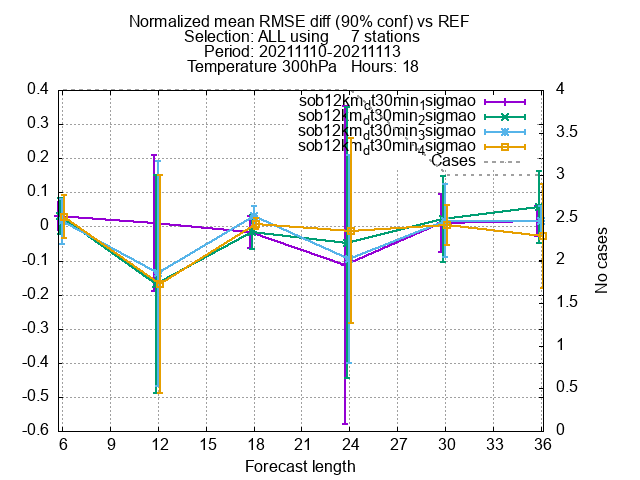 Normalized mean RMSE diff (90% conf) vs REF
Selection: ALL using 7 stations
Period: 20211110-20211113
Temperature 300hPa Hours: 18
sob12km_dt30min_1sigmao
sob12km_dt30min_2sigmao
sob12km_dt30min_3sigmao
sob12km_dt30min_4sigmao
Cases
0.4
0.3
0.2
0.1
0
-0.1
-0.2
-0.3
-0.4
-0.5
-0.6
4
3.5
3
2.5
2
1.5
1
0.5
0
No cases
6 9 12 15 18 21 24 27 30 33 36
Forecast length